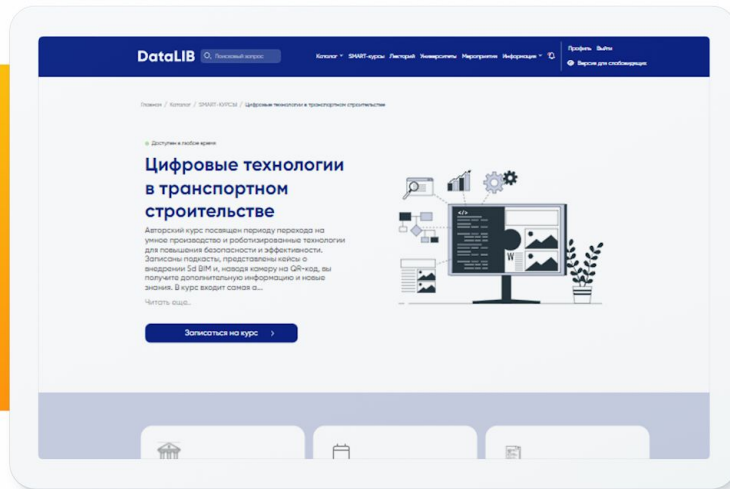 DataLIB
Поисковый запрос
Каталог SMART-курсы Лекторий Университеты Мероприятия Информация
Профиль Выйти
Версия для слабовидящих
Главная / Каталог / SMART-КУРСЫ / Цифровые технологии в транспортном строительстве
Доступен в любое время
Цифровые технологии
в транспортном
строительстве
Авторский курс посвящен периоду перехода на
умное производство и роботизированные технологии
для повышения безопасности и эффективности.
Записаны подкасты, представлены кейсы о
внедрении 5d BIM и, наводя камеру на QR-код, вы
получите дополнительную информацию и новые
знания. В курс входит самая а...
Читать еще..
Записаться на курс >
</>
W